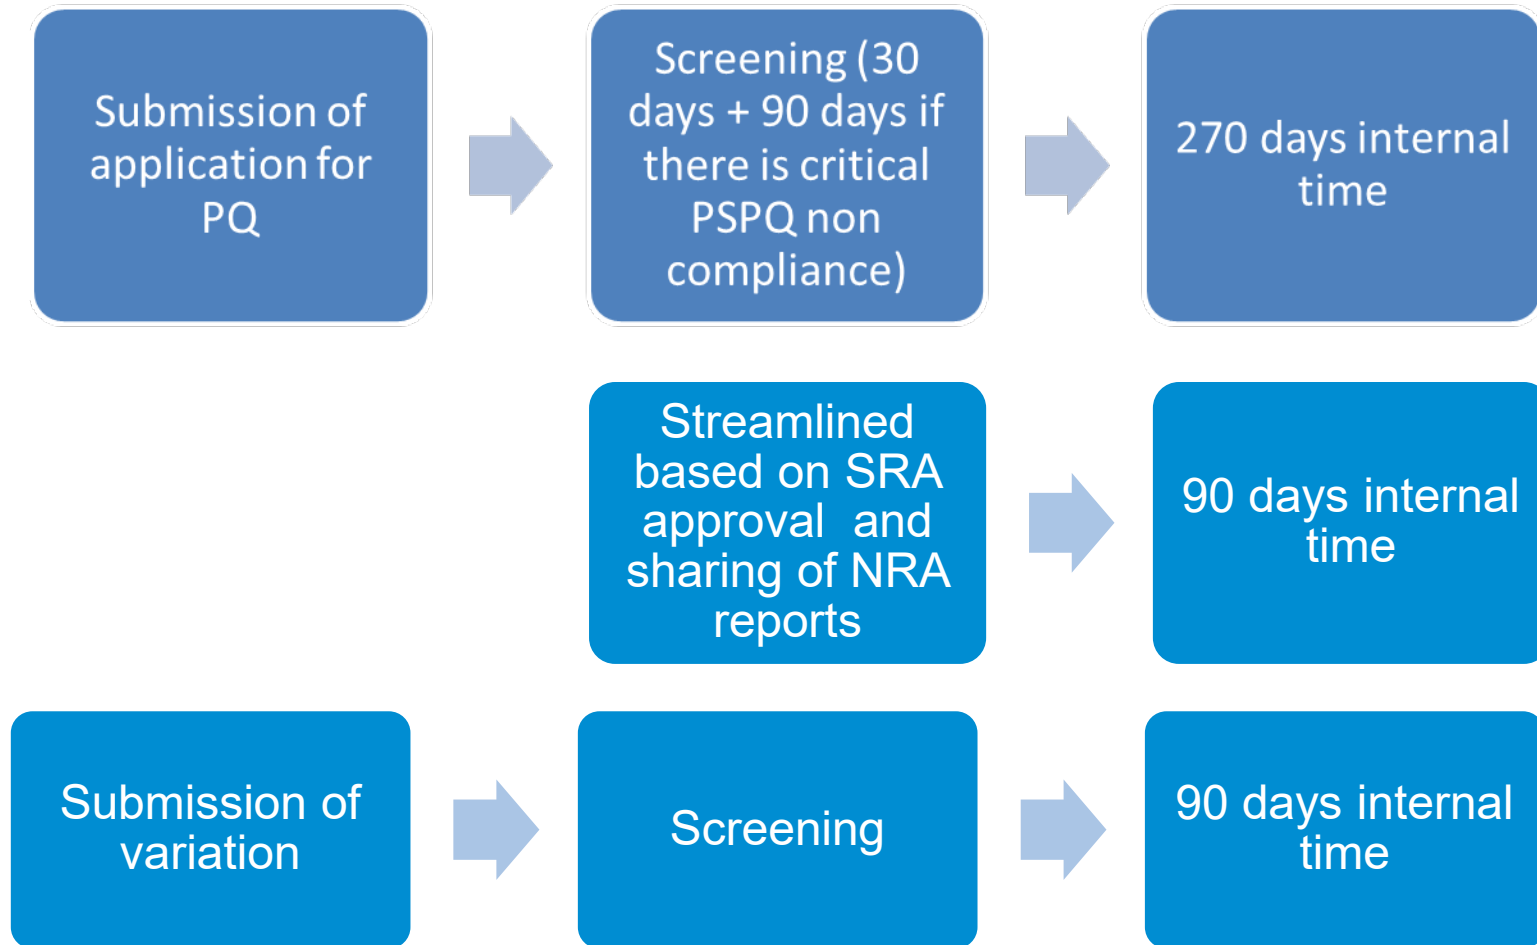 Submission of
application for
PQ
Screening (30
days + 90 days if
there is critical
PSPQ non
compliance)
270 days internal
time
Streamlined
based on SRA
approval  and
sharing of NRA
reports
90 days internal
time
Submission of
variation
Screening
90 days internal
time